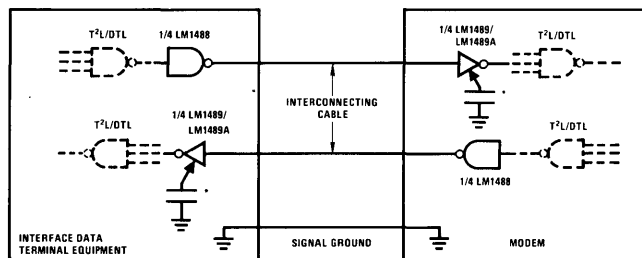 T²L/DTL
1/4 LM1488
1/4 LM1489/
LM1489A
T²L/DTL
INTERCONNECTING
CABLE
T²L/DTL
1/4 LM1489/
LM1489A
T²L/DTL
1/4 LM1488
INTERFACE DATA
TERMINAL EQUIPMENT
SIGNAL GROUND
MODEM